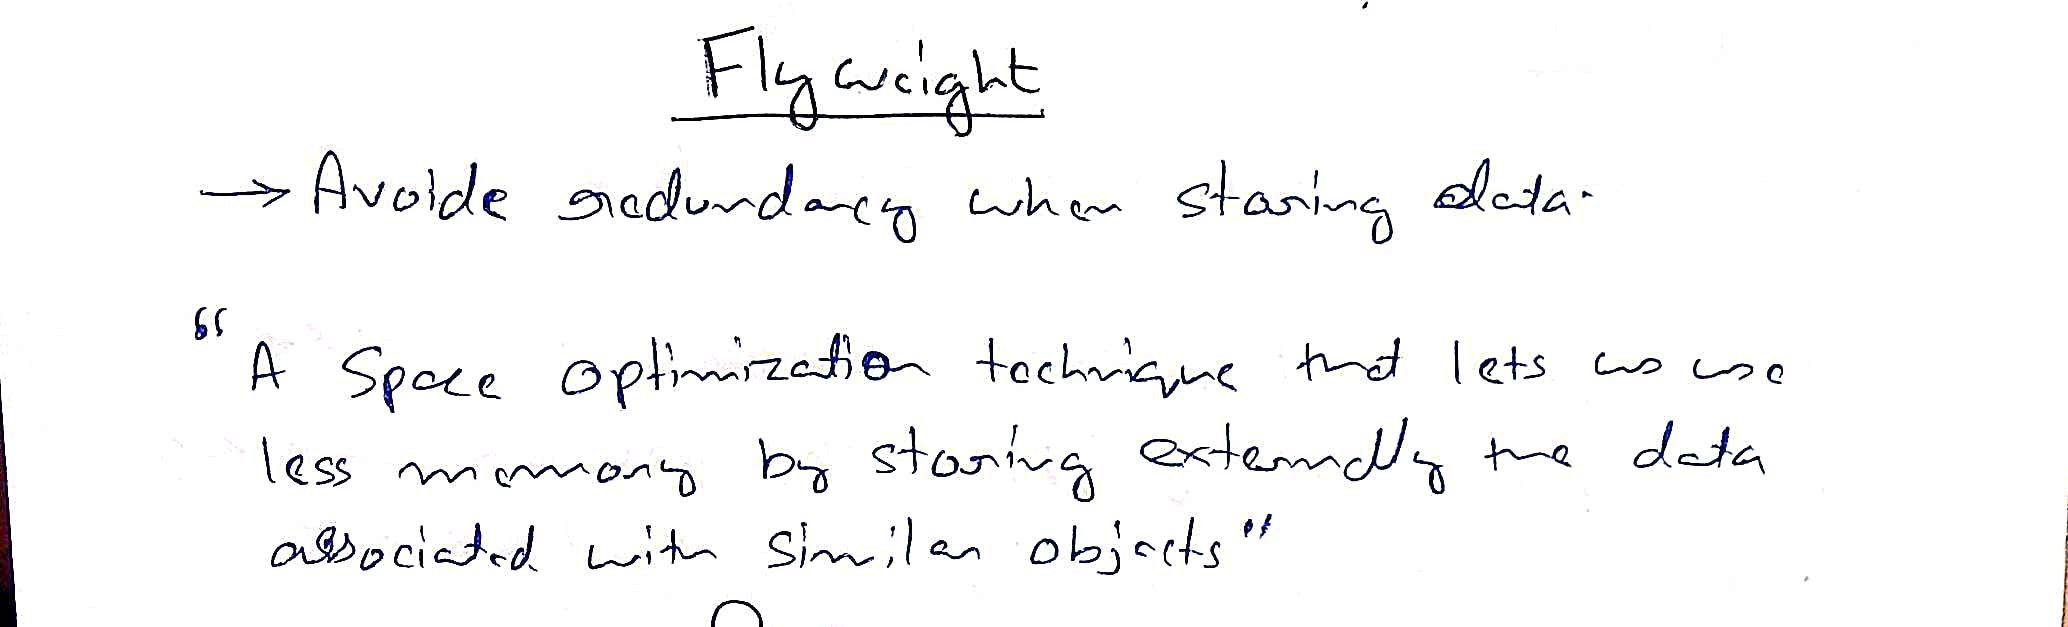 Flyweight
→ Avoide redundancy when storing data.
"A Space optimization technique that lets us use
less memory by storing externally the data
associated with similar objects"